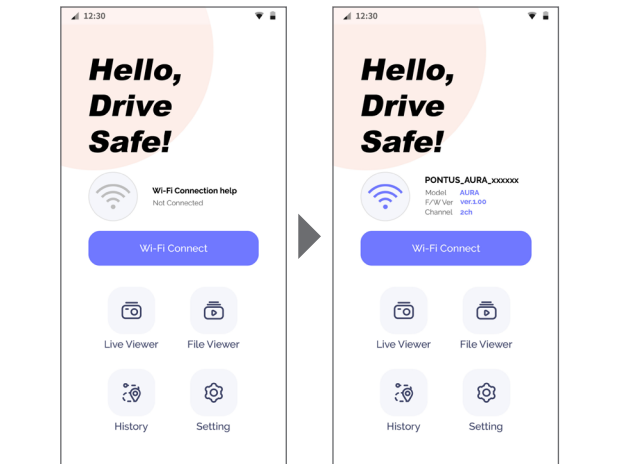 12:30
Hello,
Drive
Safe!
Wi-Fi Connection help
Not Connected
Wi-Fi Connect
Live Viewer
File Viewer
History
Setting
12:30
Hello,
Drive
Safe!
PONTUS_AURA_xxxxxx
Model AURA
F/W Ver ver.1.00
Channel 2ch
Wi-Fi Connect
Live Viewer
File Viewer
History
Setting